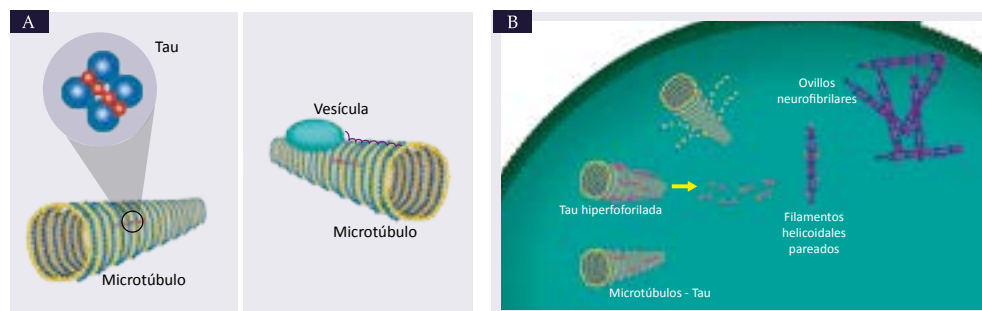 A
Tau
Microtúbulo
Vesícula
Microtúbulo
B
Ovillos
neurofibrilares
Tau hiperfoforilada
Filamentos
helicoidales
pareados
Microtúbulos - Tau